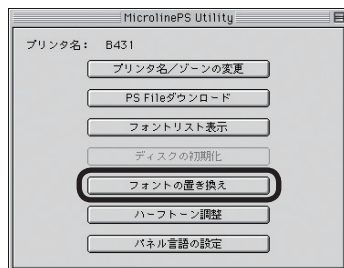 MicrolinePS Utility
プリンタ名： B431
プリンタ名／ゾーンの変更
PS Fileダウンロード
フォントリスト表示
ディスクの初期化
フォントの置き換え
ハーフトーン調整
パネル言語の設定